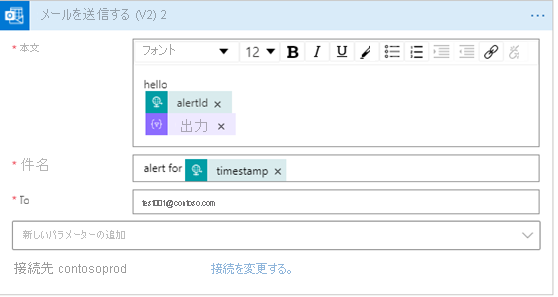 メールを送信する (V2) 2
* 本文
フォント 12 B I U
hello
alertId ×
{v} 出力 ×
* 件名
alert for timestamp ×
* To
test001@contoso.com
新しいパラメーターの追加
接続先 contosoprod 接続を変更する。